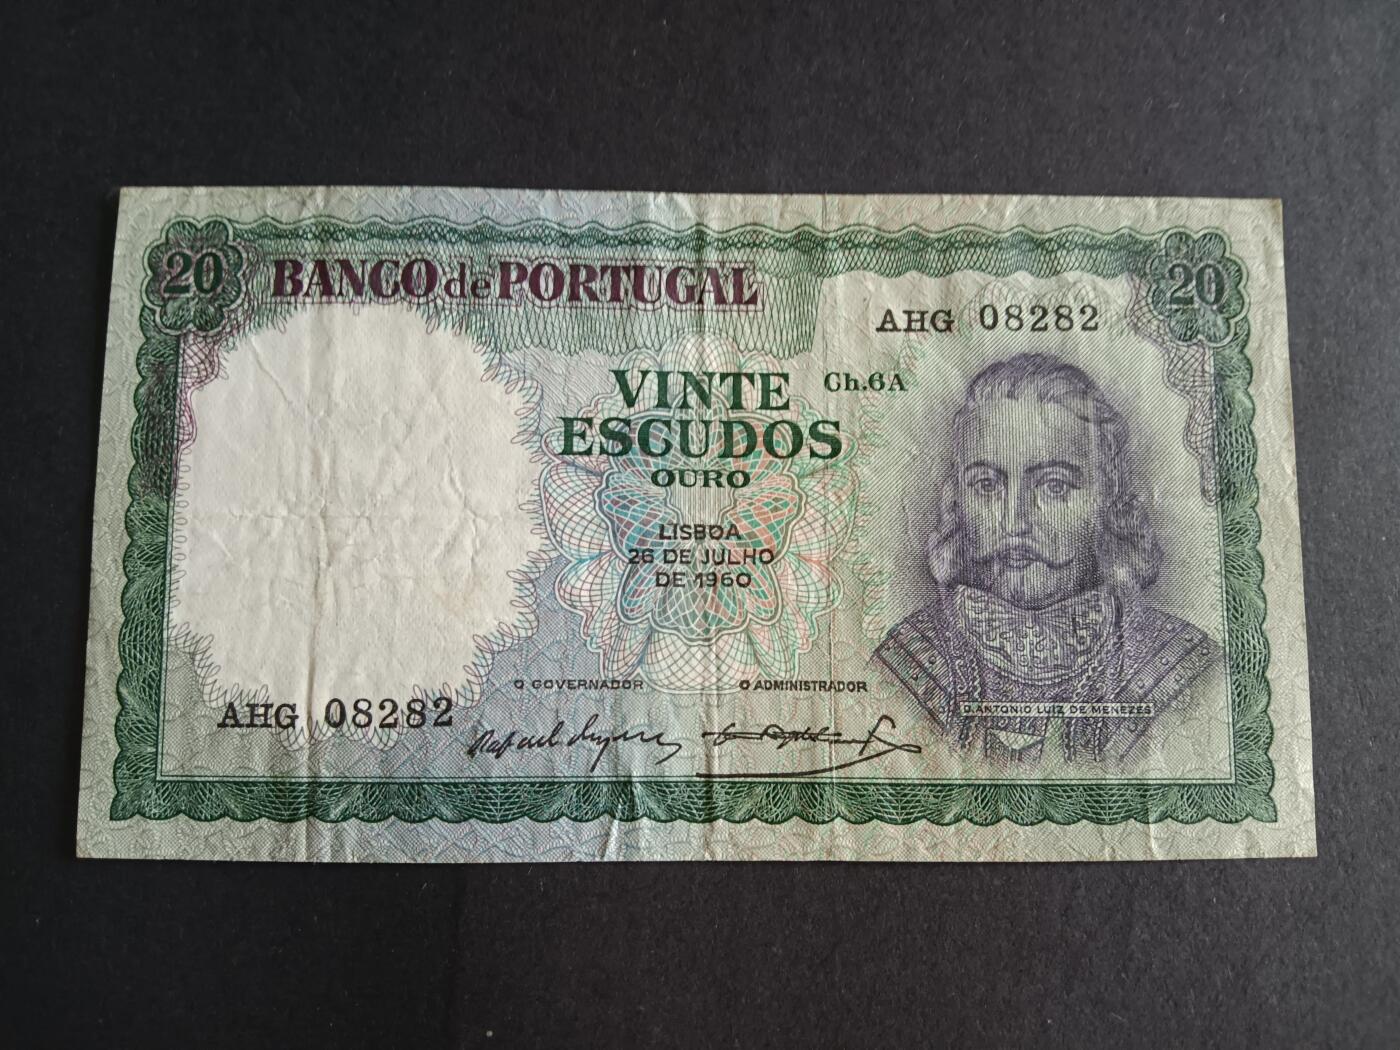 20
BANCO de PORTUGAL
20
AHG 08282
VINTE
Ch.6A
ESCUDOS
OURO
LISBOA
26 DE JULHO
DE 1960
O GOVERNADOR
O ADMINISTRADOR
D. ANTONIO LUIZ DE MENEZES
AHG 08282